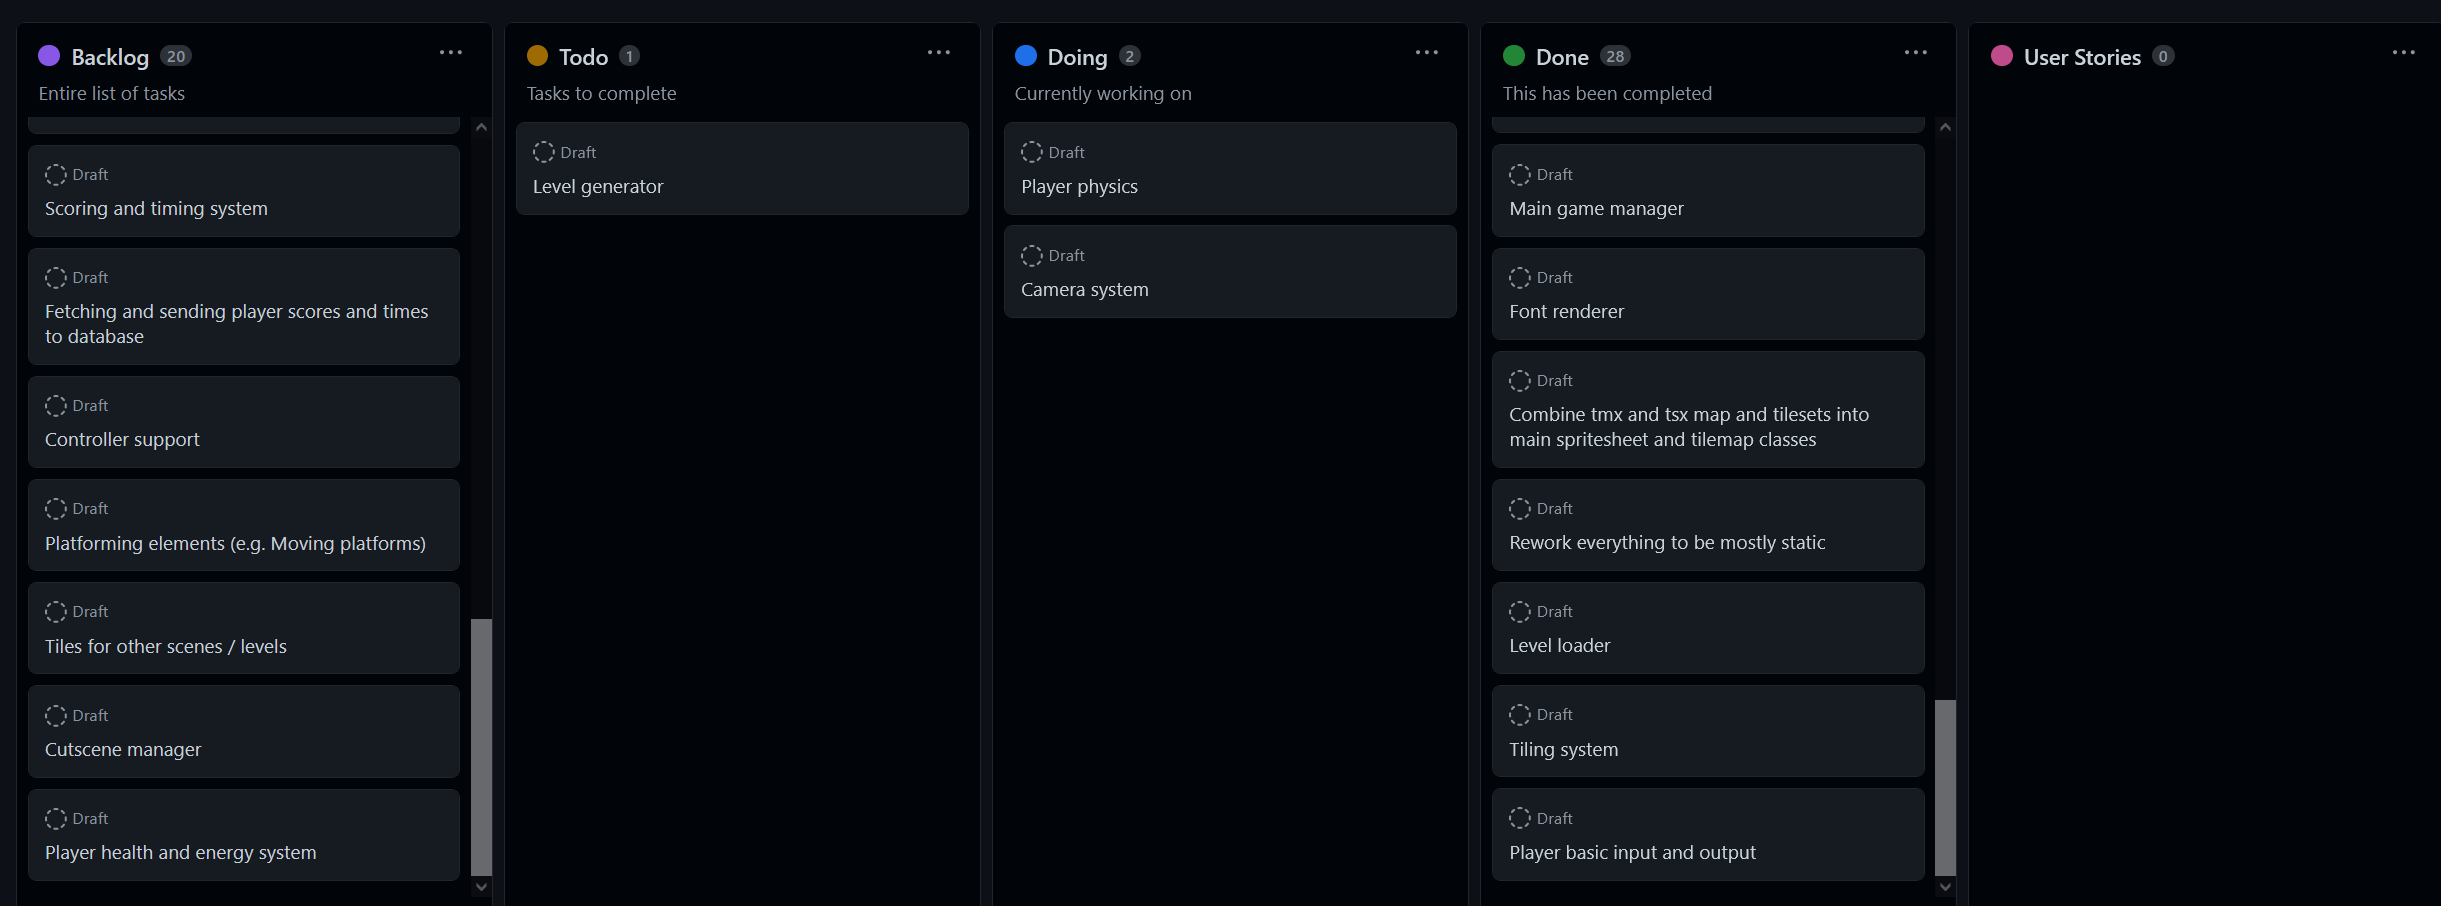 Backlog 20
Entire list of tasks
Draft
Scoring and timing system
Draft
Fetching and sending player scores and times
to database
Draft
Controller support
Draft
Platforming elements (e.g. Moving platforms)
Draft
Tiles for other scenes / levels
Draft
Cutscene manager
Draft
Player health and energy system
Todo 1
Tasks to complete
Draft
Level generator
Doing 2
Currently working on
Draft
Player physics
Draft
Camera system
Done 28
This has been completed
Draft
Main game manager
Draft
Font renderer
Draft
Combine tmx and tsx map and tilesets into
main spritesheet and tilemap classes
Draft
Rework everything to be mostly static
Draft
Level loader
Draft
Tiling system
Draft
Player basic input and output
User Stories 0